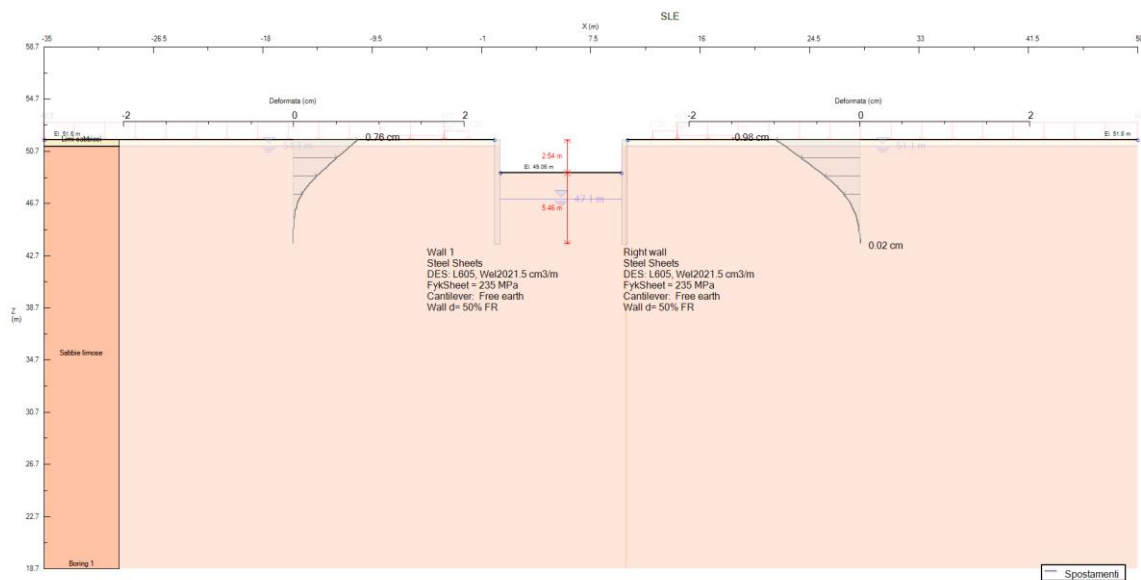 SLE
X (m)
-35 -26.5 -18 -9.5 -1 7.5 16 24.5 33 41.5 50
58.7
54.7
50.7
46.7
42.7
38.7
34.7
30.7
26.7
22.7
18.7
Z
(m)
Deformata (cm)
-2 0 2
Deformata (cm)
-2 0 2
El. 51.6 m
Limi sabbiosi
0.76 cm
-0.98 cm
El. 51.6 m
51.1 m
51.1 m
2.54 m
El. 49.06 m
5.46 m
47.1 m
0.02 cm
Wall 1
Steel Sheets
DES: L605, Wel2021.5 cm3/m
FykSheet = 235 MPa
Cantilever: Free earth
Wall d= 50% FR
Right wall
Steel Sheets
DES: L605, Wel2021.5 cm3/m
FykSheet = 235 MPa
Cantilever: Free earth
Wall d= 50% FR
Sabbie limose
Boring 1
Spostamenti